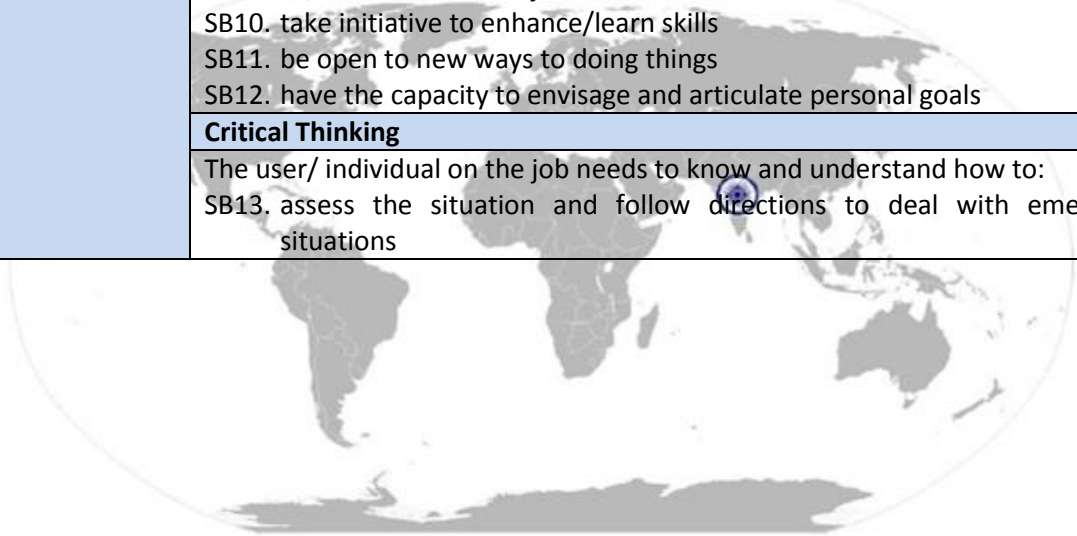 SB10. take initiative to enhance/learn skills
SB11. be open to new ways to doing things
SB12. have the capacity to envisage and articulate personal goals
Critical Thinking
The user/ individual on the job needs to know and understand how to:
SB13. assess the situation and follow directions to deal with eme
situations